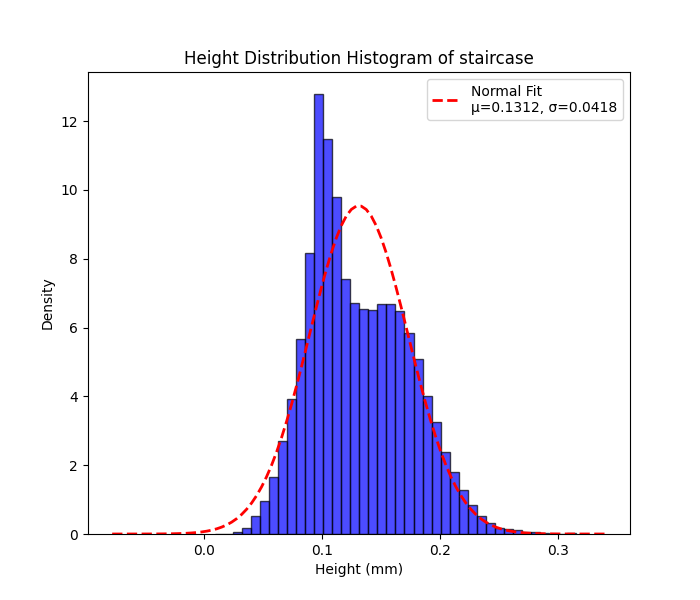 Height Distribution Histogram of staircase
Normal Fit
μ=0.1312, σ=0.0418
Density
12
10
8
6
4
2
0
0.0 0.1 0.2 0.3
Height (mm)